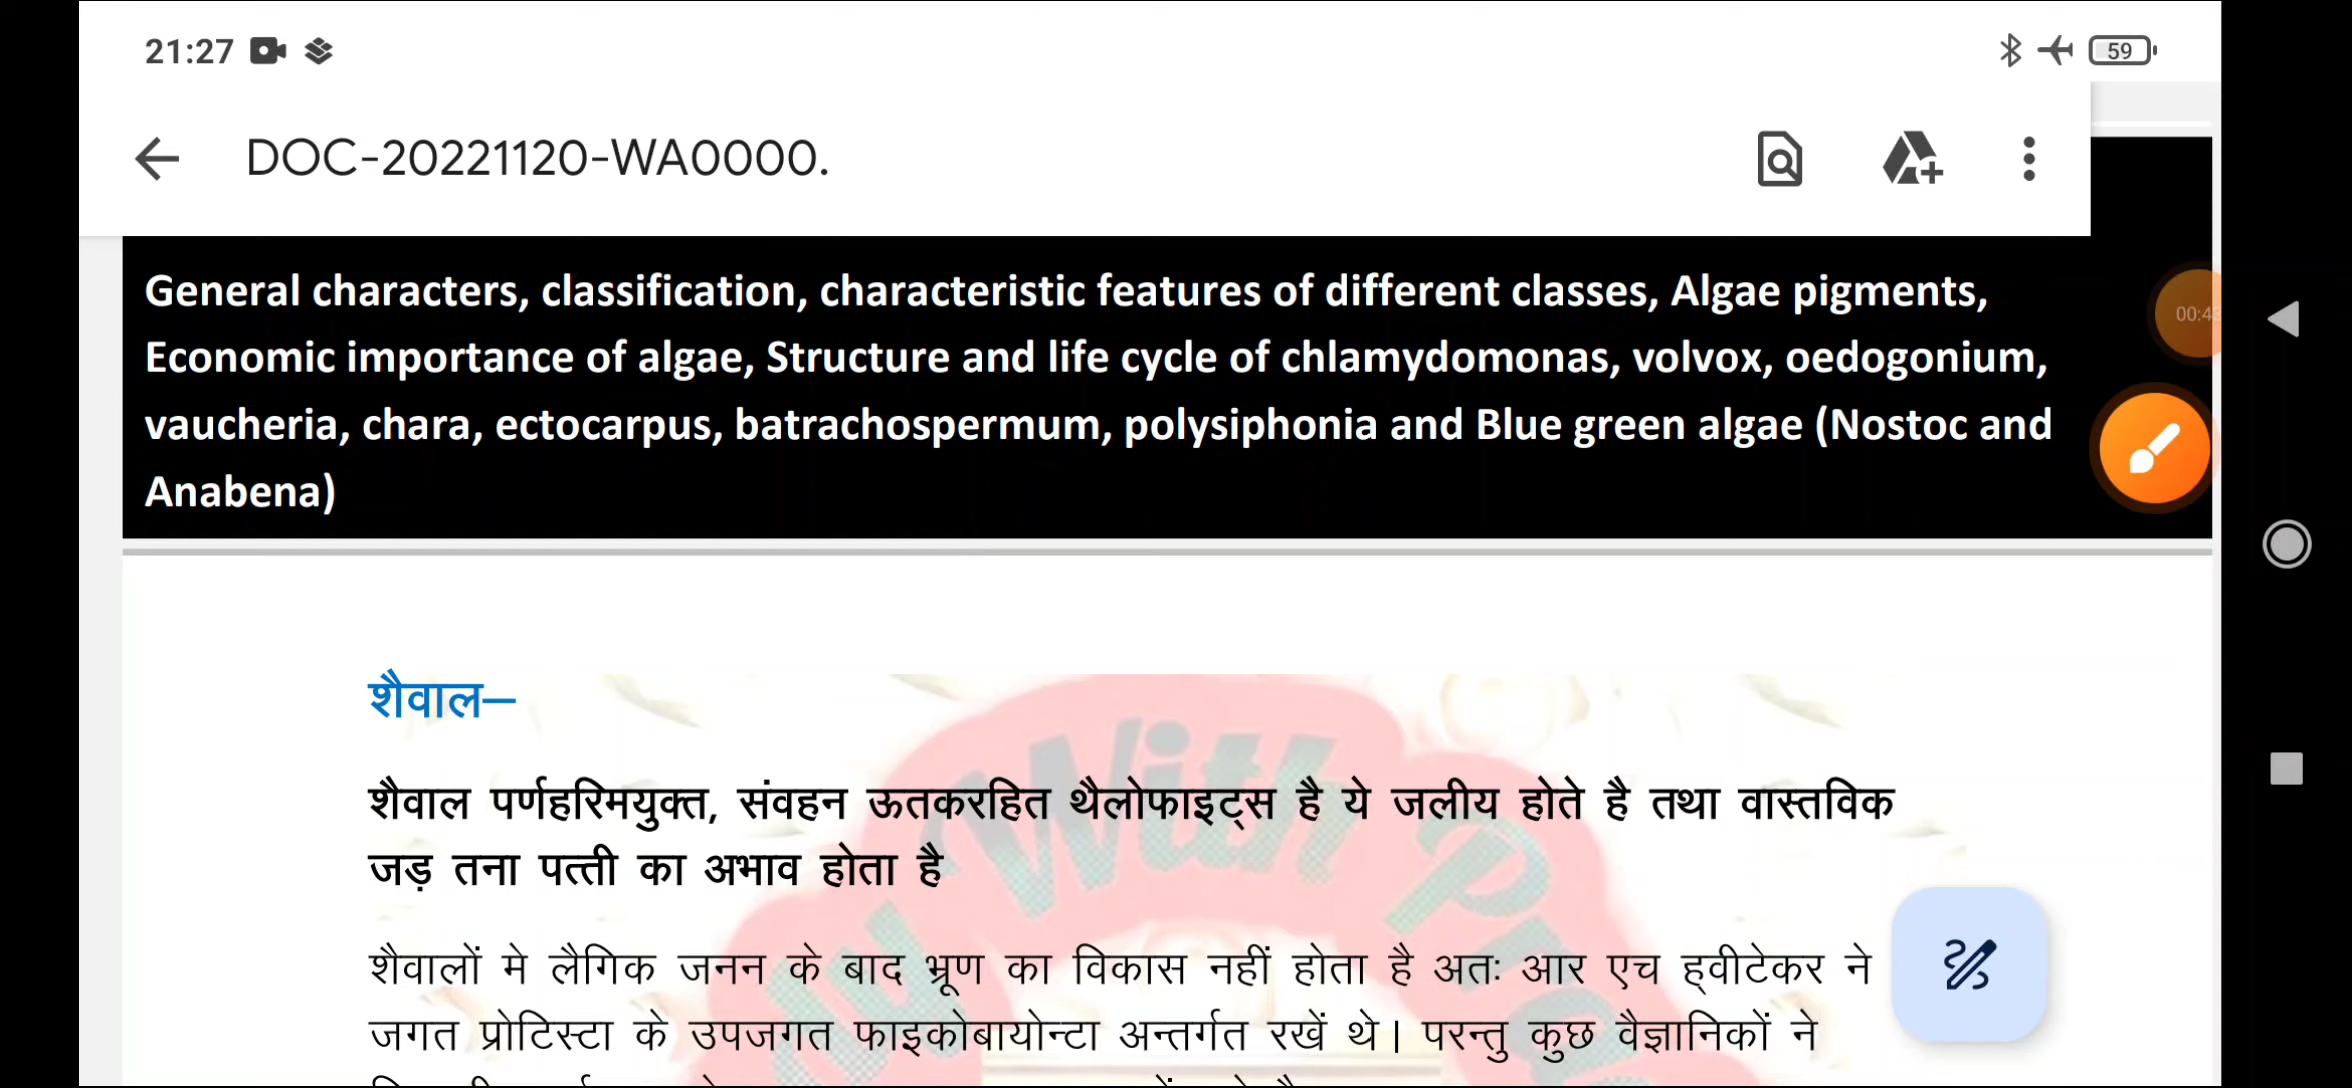 21:27
59
DOC-20221120-WA0000.
General characters, classification, characteristic features of different classes, Algae pigments,
Economic importance of algae, Structure and life cycle of chlamydomonas, volvox, oedogonium,
vaucheria, chara, ectocarpus, batrachospermum, polysiphonia and Blue green algae (Nostoc and
Anabena)
00:43
शैवाल–
शैवाल पर्णहरिमयुक्त, संवहन ऊतकरहित थैलोफाइट्स है ये जलीय होते है तथा वास्तविक
जड़ तना पत्ती का अभाव होता है
With
शैवालों मे लैगिक जनन के बाद भ्रूण का विकास नहीं होता है अतः आर एच ह्वीटेकर ने
जगत प्रोटिस्टा के उपजगत फाइकोबायोन्टा अन्तर्गत रखें थे। परन्तु कुछ वैज्ञानिकों ने